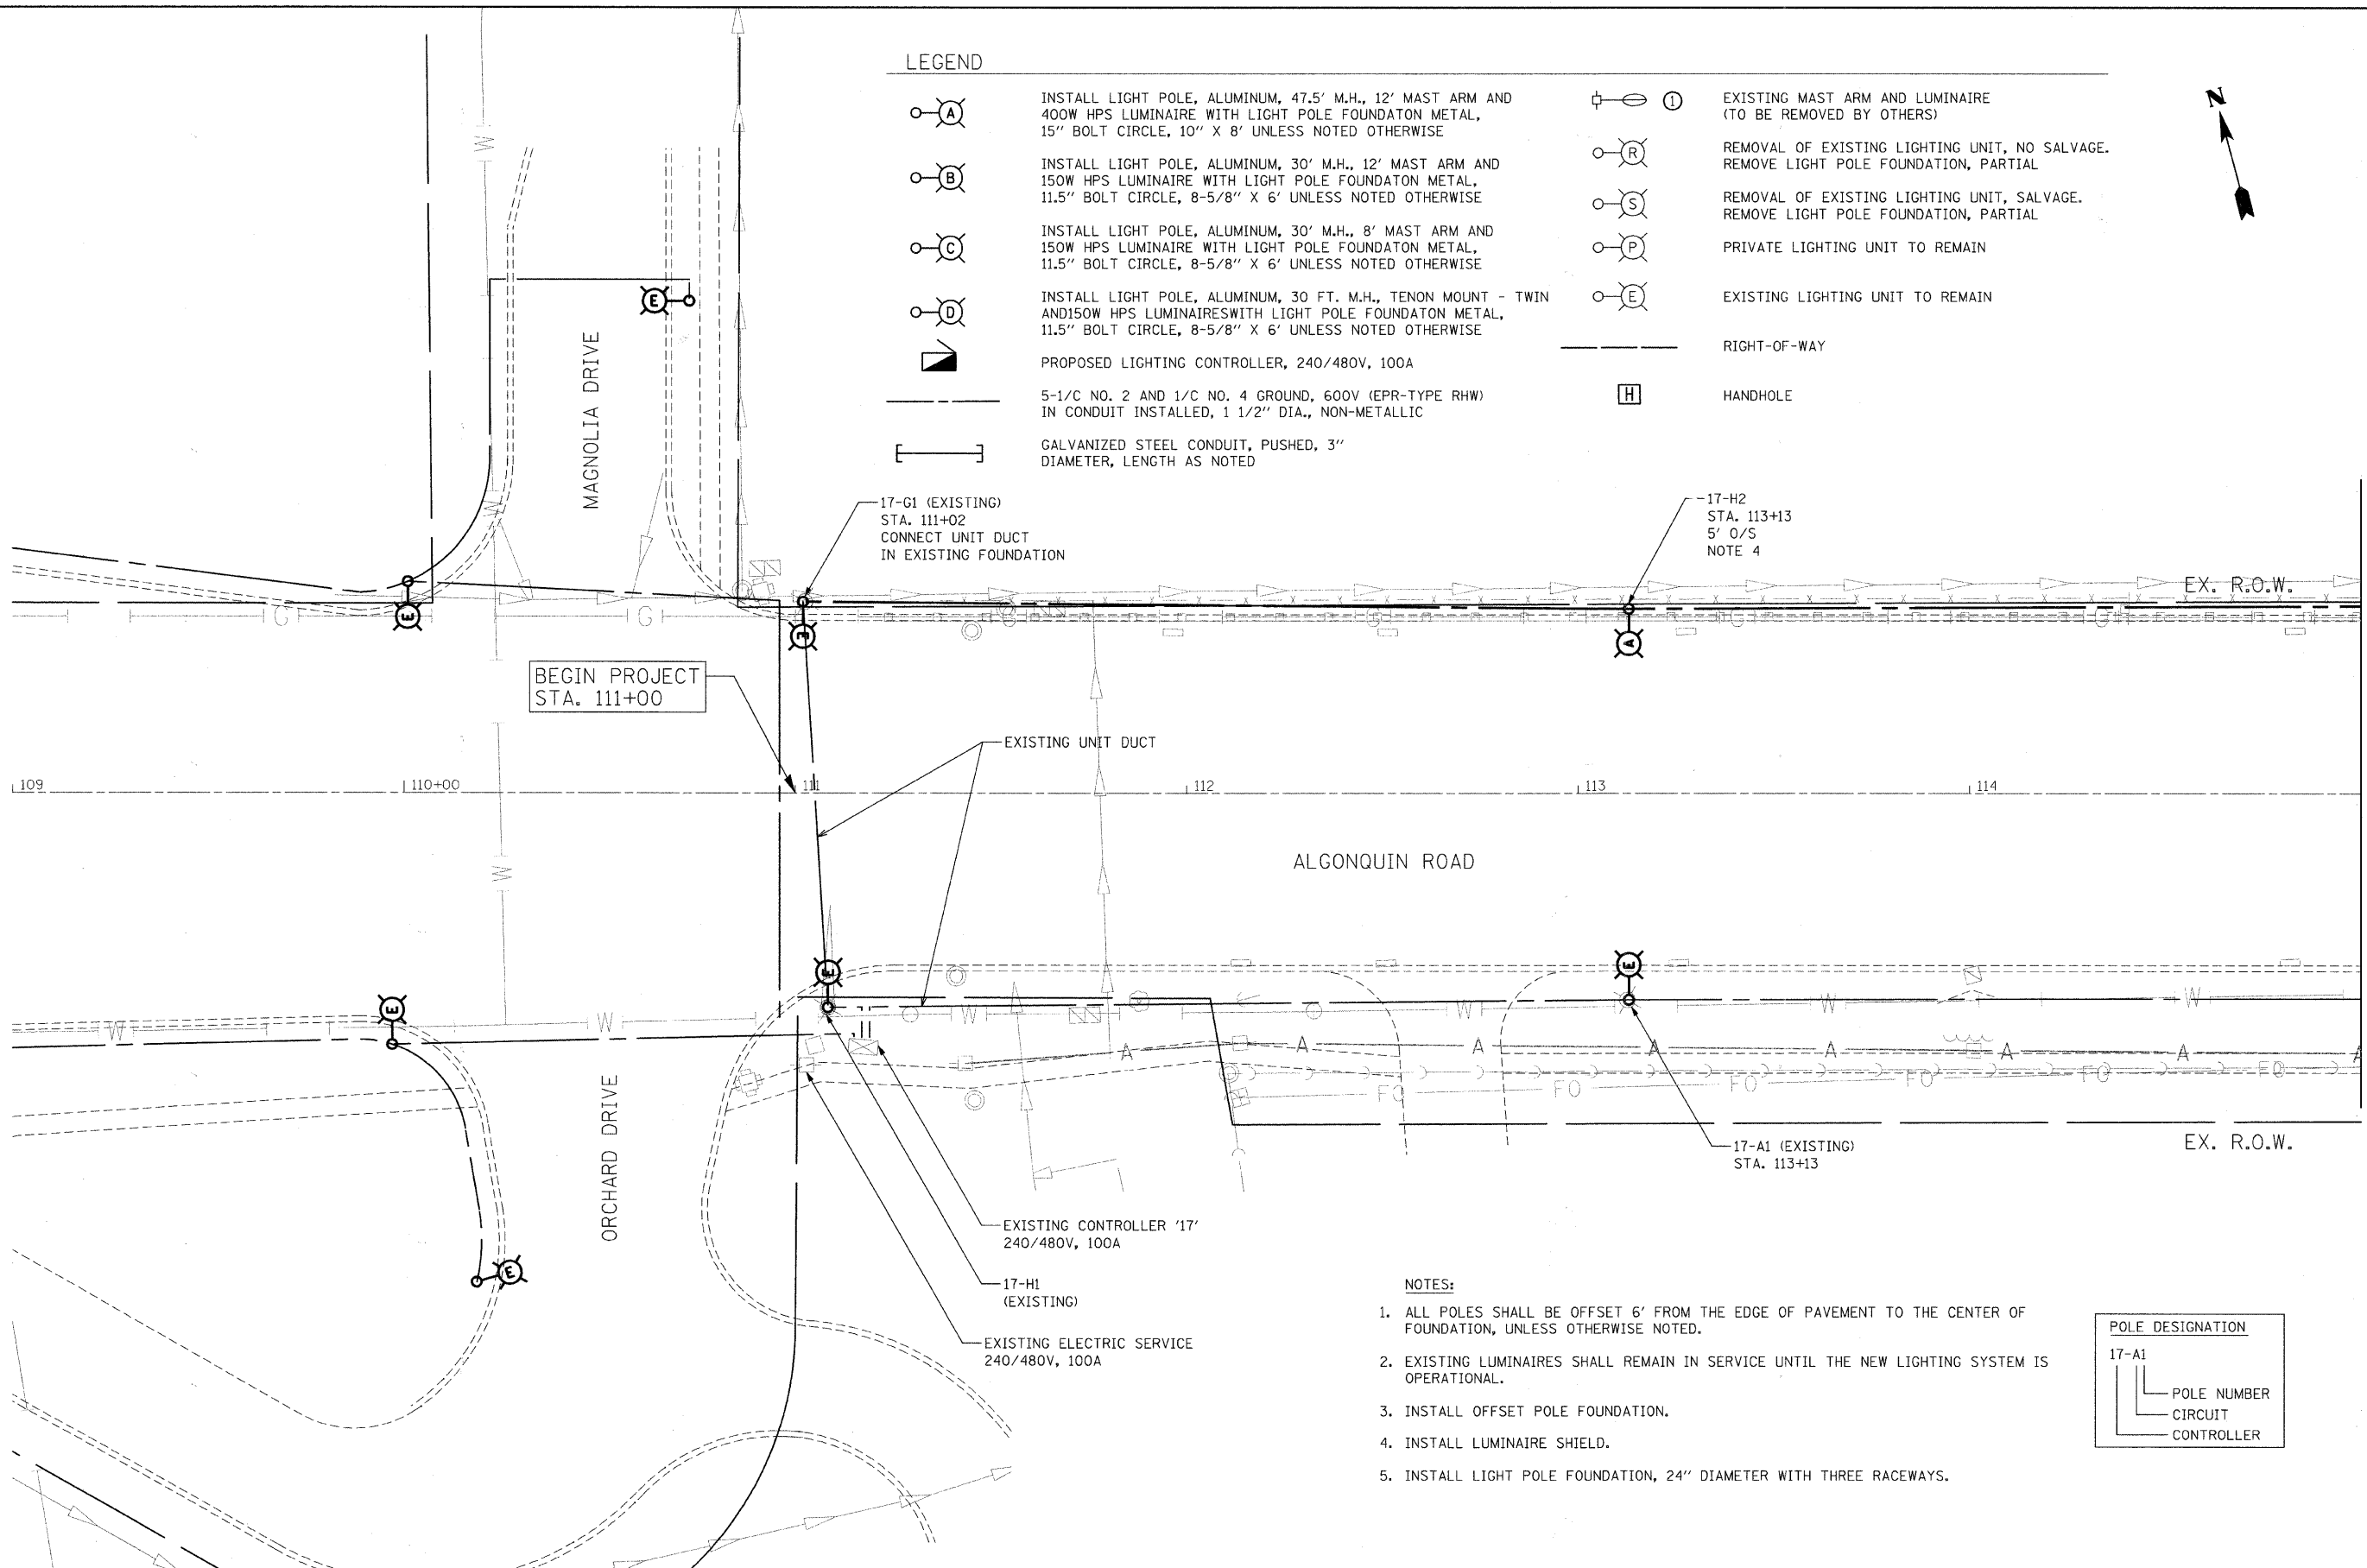 LEGEND
A
INSTALL LIGHT POLE, ALUMINUM, 47.5' M.H., 12' MAST ARM AND
400W HPS LUMINAIRE WITH LIGHT POLE FOUNDATON METAL,
15" BOLT CIRCLE, 10" X 8' UNLESS NOTED OTHERWISE
B
INSTALL LIGHT POLE, ALUMINUM, 30' M.H., 12' MAST ARM AND
150W HPS LUMINAIRE WITH LIGHT POLE FOUNDATON METAL,
11.5" BOLT CIRCLE, 8-5/8" X 6' UNLESS NOTED OTHERWISE
C
INSTALL LIGHT POLE, ALUMINUM, 30' M.H., 8' MAST ARM AND
150W HPS LUMINAIRE WITH LIGHT POLE FOUNDATON METAL,
11.5" BOLT CIRCLE, 8-5/8" X 6' UNLESS NOTED OTHERWISE
D
INSTALL LIGHT POLE, ALUMINUM, 30 FT. M.H., TENON MOUNT - TWIN
AND150W HPS LUMINAIRESWITH LIGHT POLE FOUNDATON METAL,
11.5" BOLT CIRCLE, 8-5/8" X 6' UNLESS NOTED OTHERWISE
PROPOSED LIGHTING CONTROLLER, 240/480V, 100A
5-1/C NO. 2 AND 1/C NO. 4 GROUND, 600V (EPR-TYPE RHW)
IN CONDUIT INSTALLED, 1 1/2" DIA., NON-METALLIC
GALVANIZED STEEL CONDUIT, PUSHED, 3"
DIAMETER, LENGTH AS NOTED
1
EXISTING MAST ARM AND LUMINAIRE
(TO BE REMOVED BY OTHERS)
R
REMOVAL OF EXISTING LIGHTING UNIT, NO SALVAGE.
REMOVE LIGHT POLE FOUNDATION, PARTIAL
S
REMOVAL OF EXISTING LIGHTING UNIT, SALVAGE.
REMOVE LIGHT POLE FOUNDATION, PARTIAL
P
PRIVATE LIGHTING UNIT TO REMAIN
E
EXISTING LIGHTING UNIT TO REMAIN
RIGHT-OF-WAY
H
HANDHOLE
N
W
E
MAGNOLIA DRIVE
W
17-G1 (EXISTING)
STA. 111+02
CONNECT UNIT DUCT
IN EXISTING FOUNDATION
17-H2
STA. 113+13
5' O/S
NOTE 4
EX. R.O.W.
G
E
G
E
G
G
A
G
G
BEGIN PROJECT
STA. 111+00
EXISTING UNIT DUCT
109
110+00
111
112
113
114
W
ALGONQUIN ROAD
E
E
E
W
W
W
W
W
W
A
A
A
A
A
A
A
A
FO
FO
FO
FO
FO
FO
EX. R.O.W.
17-A1 (EXISTING)
STA. 113+13
ORCHARD DRIVE
E
EXISTING CONTROLLER '17'
240/480V, 100A
17-H1
(EXISTING)
EXISTING ELECTRIC SERVICE
240/480V, 100A
NOTES:
1. ALL POLES SHALL BE OFFSET 6' FROM THE EDGE OF PAVEMENT TO THE CENTER OF
FOUNDATION, UNLESS OTHERWISE NOTED.
2. EXISTING LUMINAIRES SHALL REMAIN IN SERVICE UNTIL THE NEW LIGHTING SYSTEM IS
OPERATIONAL.
3. INSTALL OFFSET POLE FOUNDATION.
4. INSTALL LUMINAIRE SHIELD.
5. INSTALL LIGHT POLE FOUNDATION, 24" DIAMETER WITH THREE RACEWAYS.
POLE DESIGNATION
17-A1
POLE NUMBER
CIRCUIT
CONTROLLER